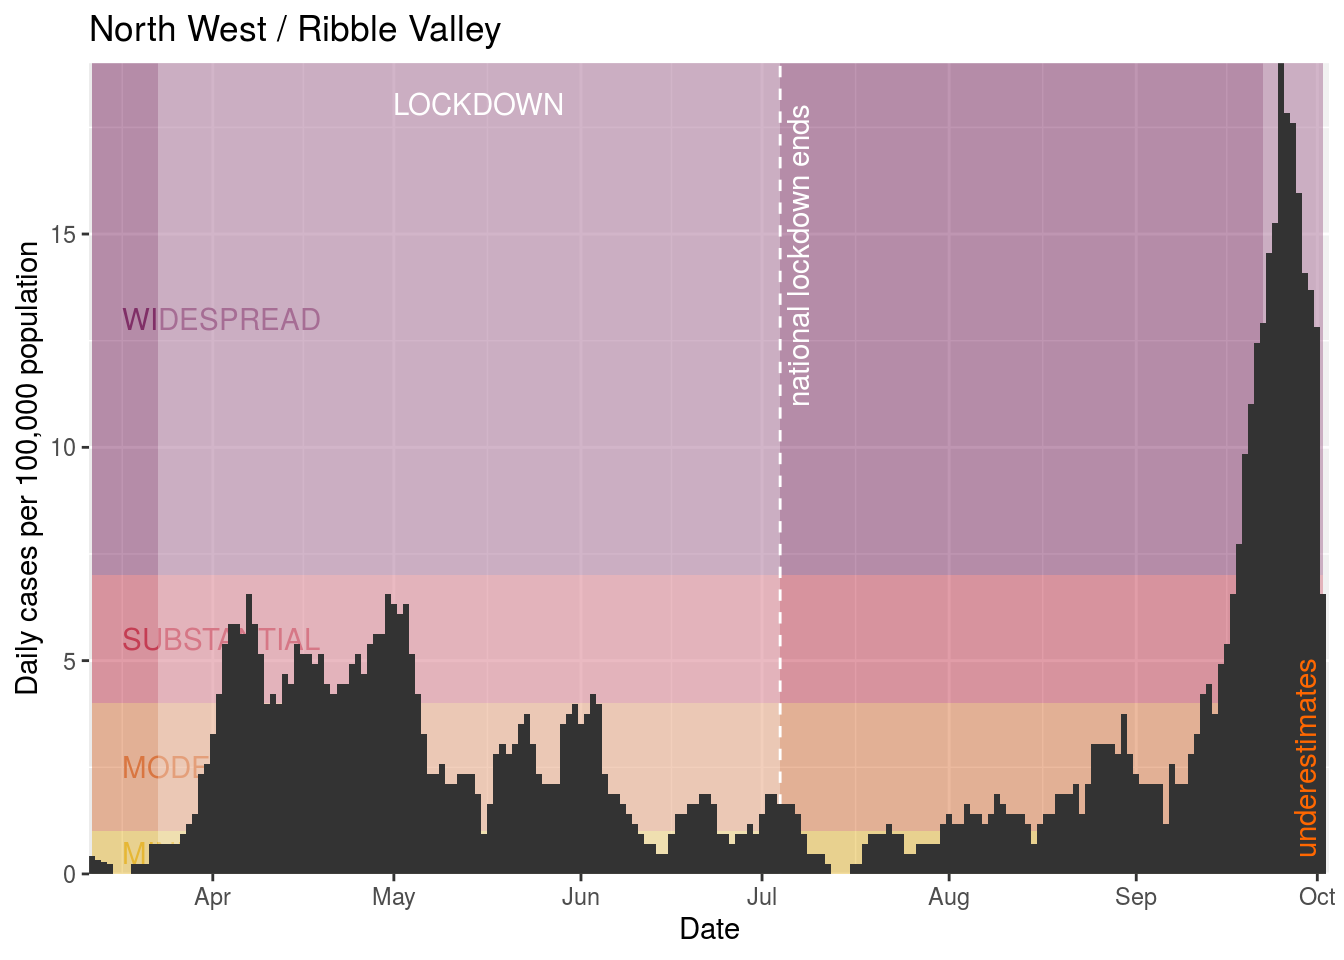 North West / Ribble Valley
LOCKDOWN
national lockdown ends
WIDESPREAD
SUBSTANTIAL
MODE
M
underestimates
Daily cases per 100,000 population
15
10
5
0
Apr
May
Jun
Jul
Aug
Sep
Oct
Date